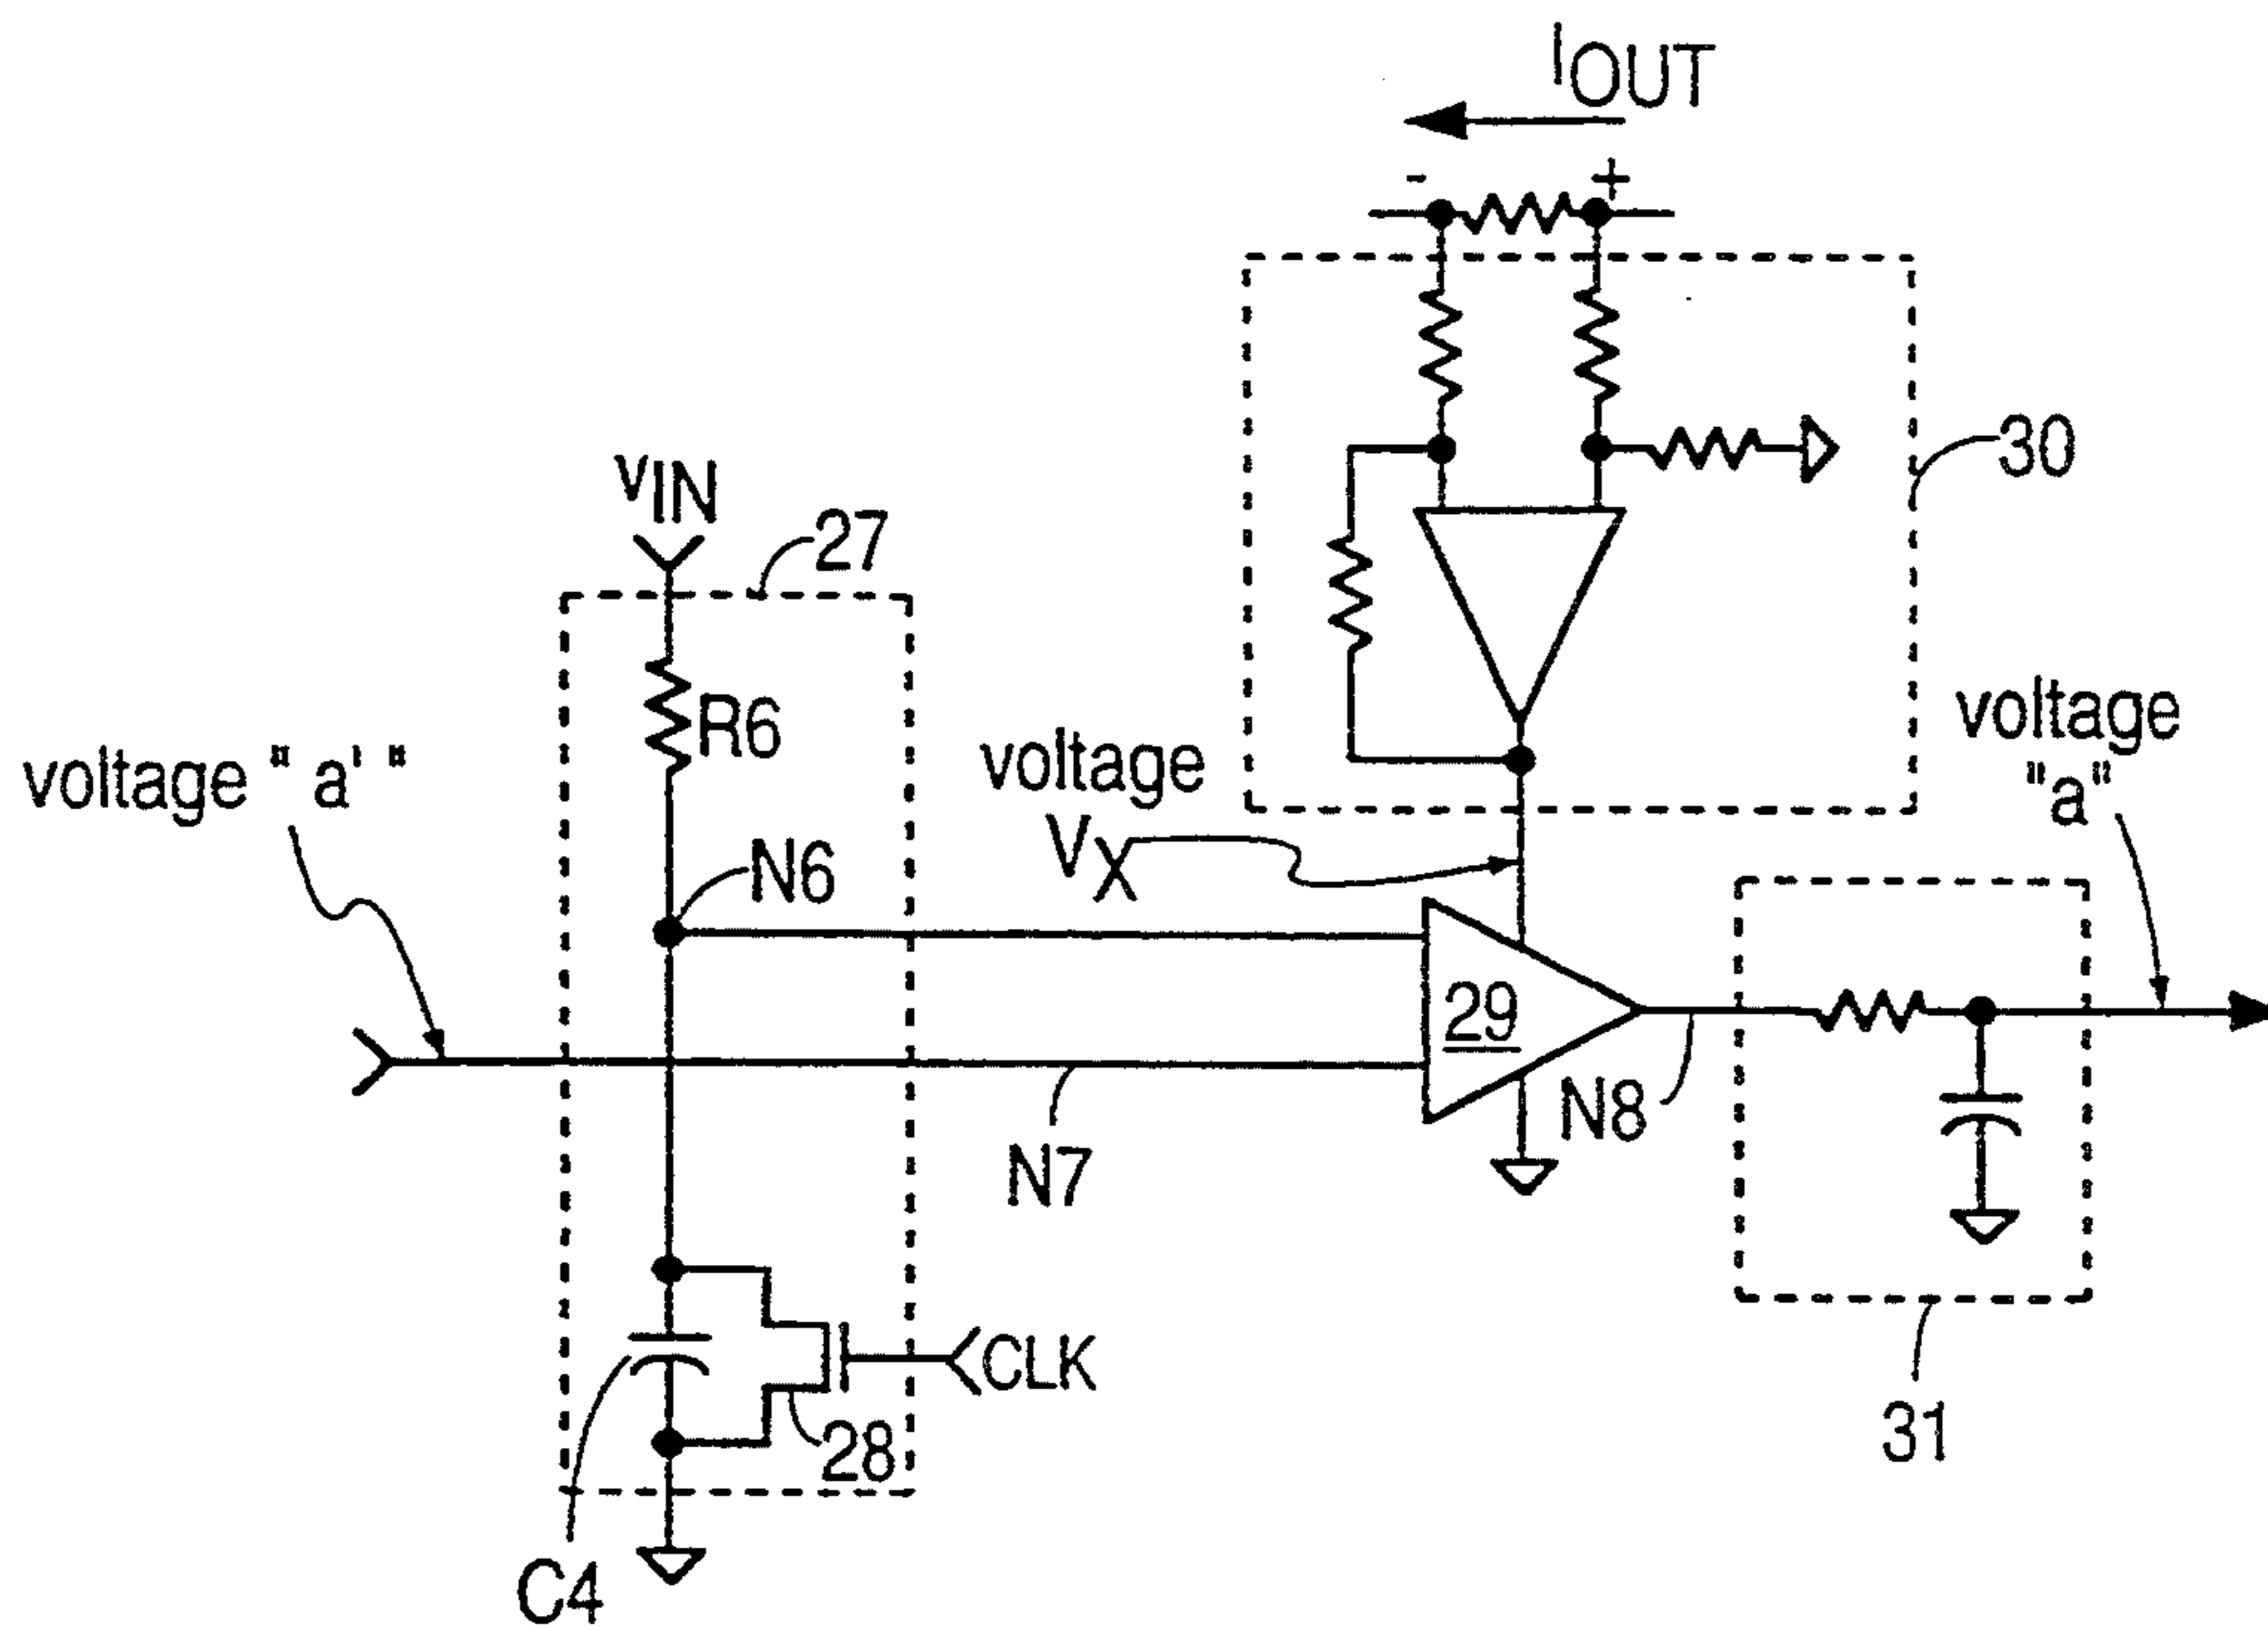 IOUT
- +
30
VIN
27
R6
voltage "a' "
voltage
VX
voltage
"a"
N6
29
N8
N7
CLK
28
31
C4